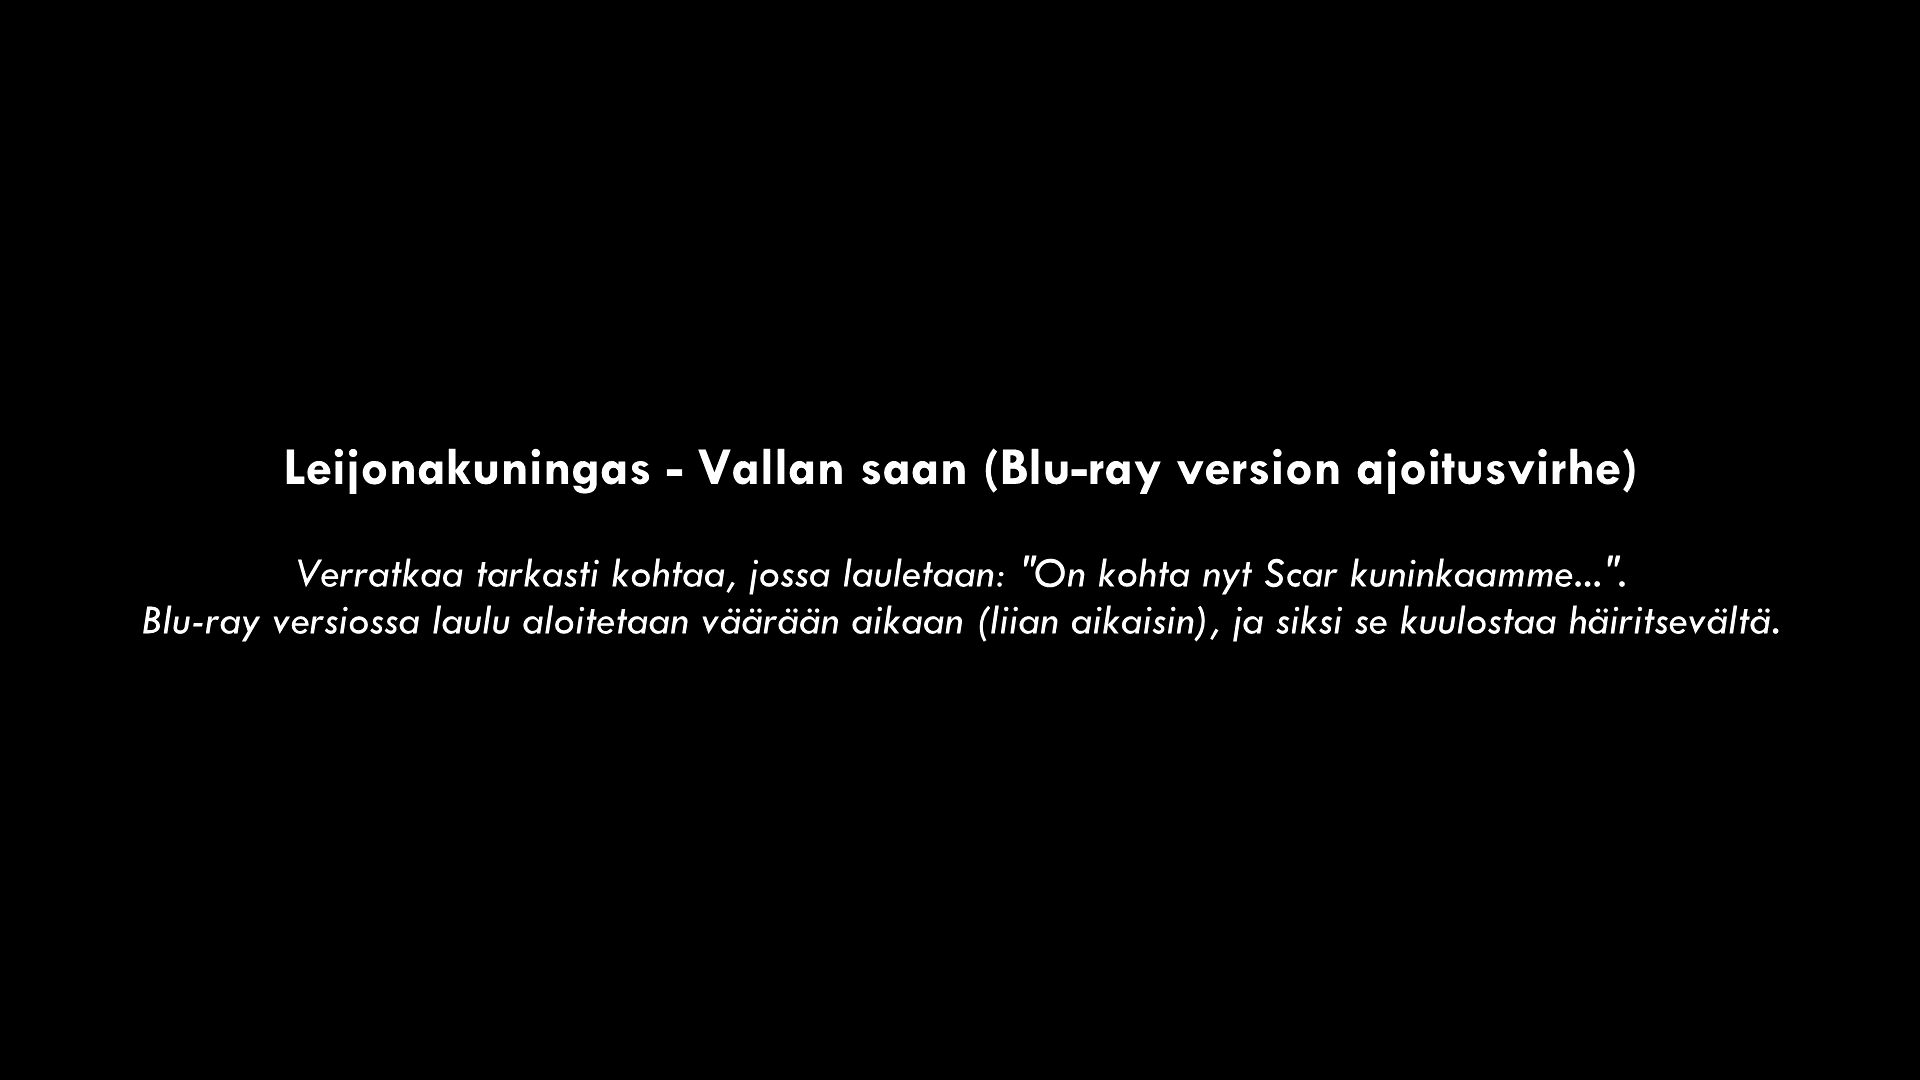 Leijonakuningas - Vallan saan (Blu-ray version ajoitusvirhe)
Verratkaa tarkasti kohtaa, jossa lauletaan: "On kohta nyt Scar kuninkaamme...".
Blu-ray versiossa laulu aloitetaan väärään aikaan (liian aikaisin), ja siksi se kuulostaa häiritsevältä.